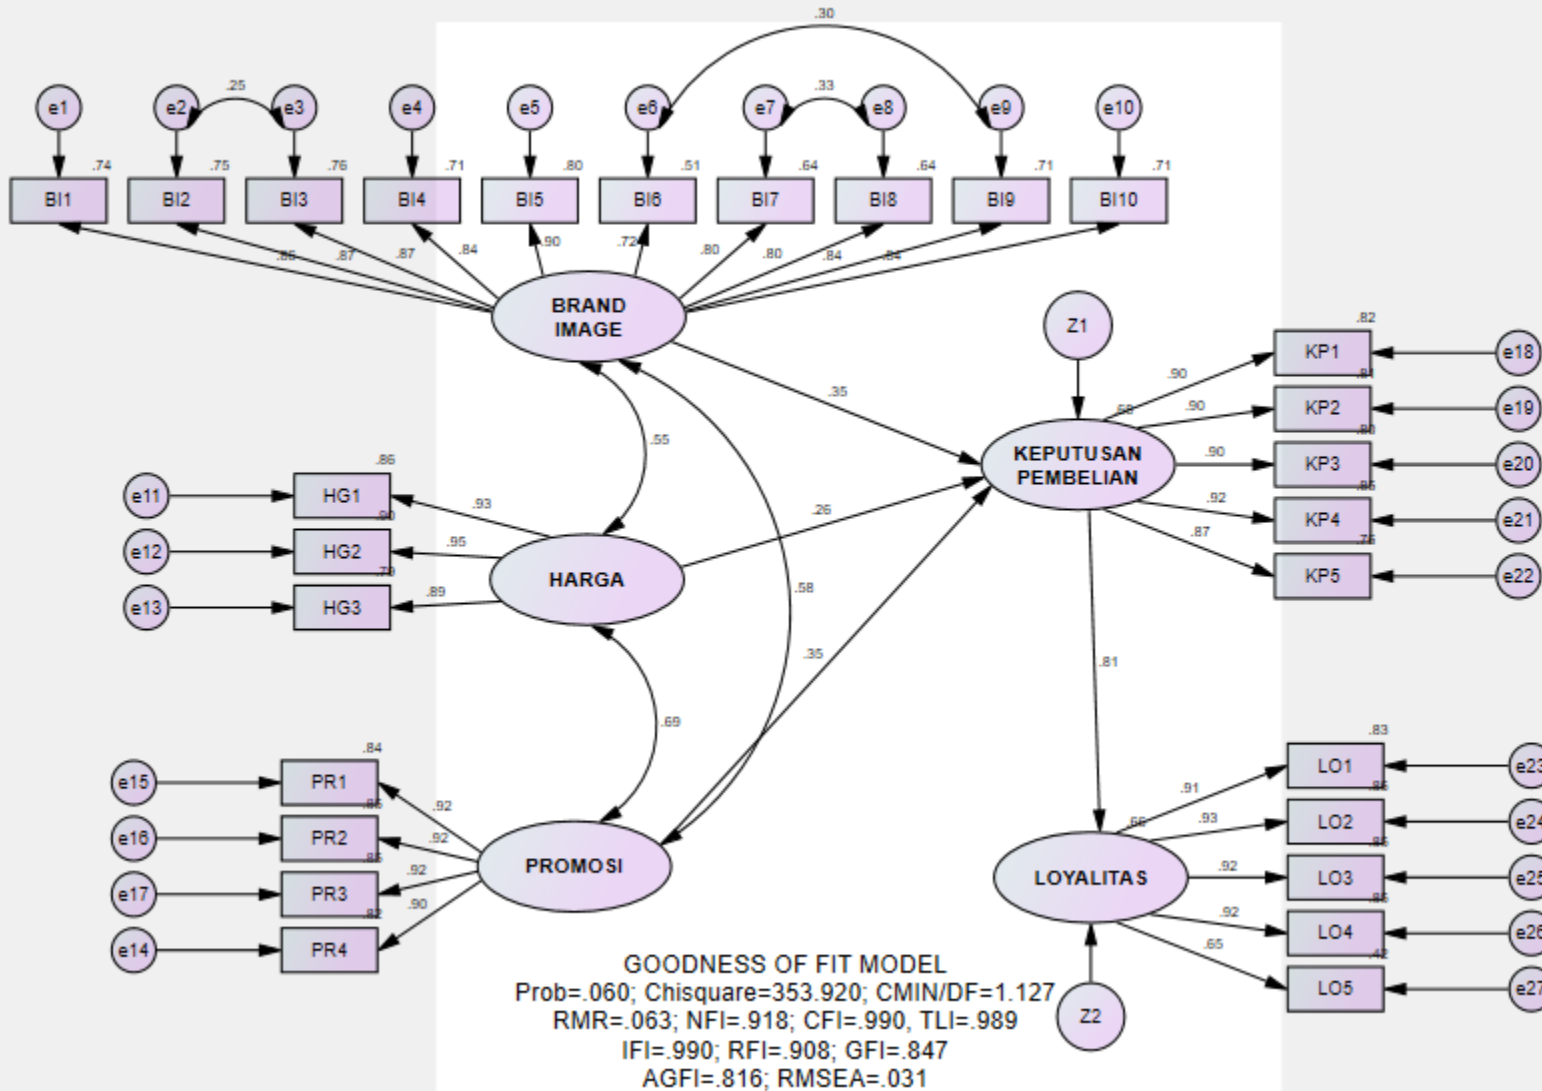 .30
.25
.33
e1 e2 e3 e4 e5 e6 e7 e8 e9 e10
.74 .75 .76 .71 .80 .51 .64 .64 .71 .71
BI1 BI2 BI3 BI4 BI5 BI6 BI7 BI8 BI9 BI10
.87 .87 .84 .90 .72 .80 .80 .84 .84
BRAND
IMAGE
Z1
.82
KP1 e18
.90
.35
KP2 e19
.90
KEPUTUSAN
PEMBELIAN
.90
KP3 e20
.55
.92
KP4 e21
.87
KP5 e22
.86
e11 HG1
.93
.26
e12 HG2
.95
HARGA
e13 HG3
.89
.58
.35
.81
.69
.84
e15 PR1
.92
e16 PR2
.92
PROMOSI
e17 PR3
.92
.90
e14 PR4
.83
LO1 e23
.91
LO2 e24
.93
LOYALITAS
.92
LO3 e25
.92
LO4 e26
.65
LO5 e27
Z2
GOODNESS OF FIT MODEL
Prob=.060; Chisquare=353.920; CMIN/DF=1.127
RMR=.063; NFI=.918; CFI=.990, TLI=.989
IFI=.990; RFI=.908; GFI=.847
AGFI=.816; RMSEA=.031